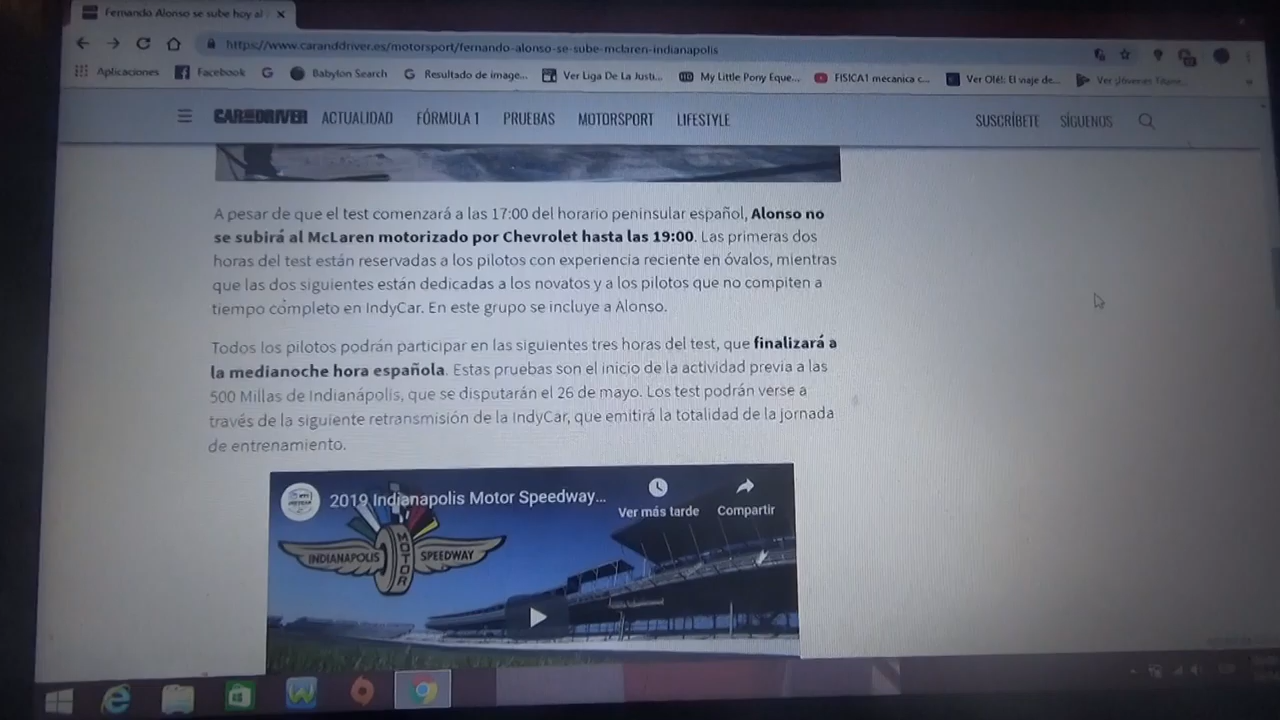 Fernando Alonso se sube hoy al
https://www.caranddriver.es/motorsport/fernando-alonso-se-sube-mclaren-indianapolis
Aplicaciones Facebook Babylon Search Resultado de image... Ver Liga De La Justi... My Little Pony Eque... FISICA1 mecanica c... Ver Olé!: El viaje de... Ver Jóvenes Titane...
CAR AND DRIVER ACTUALIDAD FÓRMULA 1 PRUEBAS MOTORSPORT LIFESTYLE SUSCRÍBETE SÍGUENOS
A pesar de que el test comenzará a las 17:00 del horario peninsular español, Alonso no
se subirá al McLaren motorizado por Chevrolet hasta las 19:00. Las primeras dos
horas del test están reservadas a los pilotos con experiencia reciente en óvalos, mientras
que las dos siguientes están dedicadas a los novatos y a los pilotos que no compiten a
tiempo completo en IndyCar. En este grupo se incluye a Alonso.
Todos los pilotos podrán participar en las siguientes tres horas del test, que finalizará a
la medianoche hora española. Estas pruebas son el inicio de la actividad previa a las
500 Millas de Indianápolis, que se disputarán el 26 de mayo. Los test podrán verse a
través de la siguiente retransmisión de la IndyCar, que emitirá la totalidad de la jornada
de entrenamiento.
2019 Indianapolis Motor Speedway...
Ver más tarde Compartir
INDIANAPOLIS MOTOR SPEEDWAY